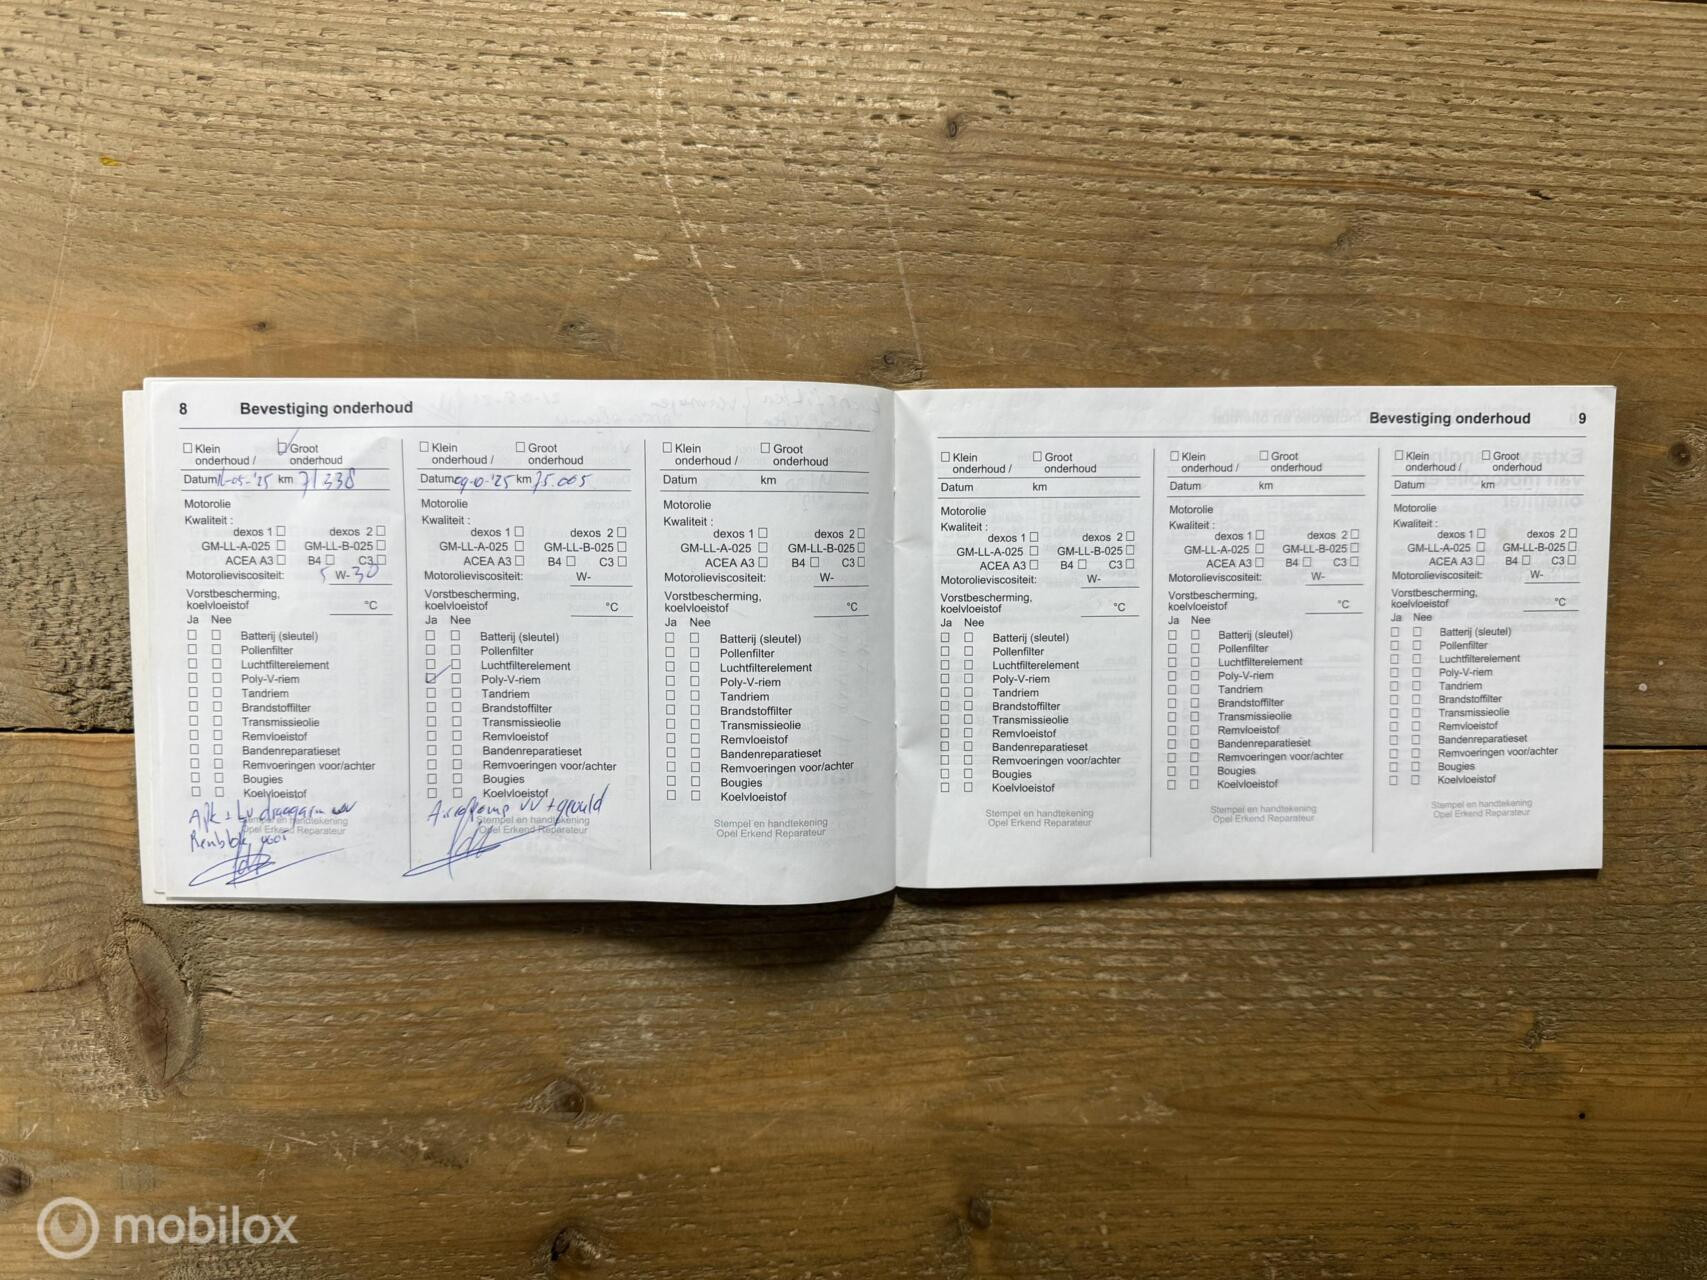 8 Bevestiging onderhoud
Klein onderhoud / Groot onderhoud
Datum 16-05-'25 km 71338
Motorolie
Kwaliteit :
dexos 1 dexos 2
GM-LL-A-025 GM-LL-B-025
ACEA A3 B4 C3
Motorolieviscositeit: 5 W-30
Vorstbescherming,
koelvloeistof °C
Ja Nee
Batterij (sleutel)
Pollenfilter
Luchtfilterelement
Poly-V-riem
Tandriem
Brandstoffilter
Transmissieolie
Remvloeistof
Bandenreparatieset
Remvoeringen voor/achter
Bougies
Koelvloeistof
Apk + LV draagarm
Stempel en handtekening
Opel Erkend Reparateur
Remblok voor
Klein onderhoud / Groot onderhoud
Datum 09-10-'25 km 75.005
Motorolie
Kwaliteit :
dexos 1 dexos 2
GM-LL-A-025 GM-LL-B-025
ACEA A3 B4 C3
Motorolieviscositeit: W-
Vorstbescherming,
koelvloeistof °C
Ja Nee
Batterij (sleutel)
Pollenfilter
Luchtfilterelement
Poly-V-riem
Tandriem
Brandstoffilter
Transmissieolie
Remvloeistof
Bandenreparatieset
Remvoeringen voor/achter
Bougies
Koelvloeistof
Aircopomp VV + gevuld
Stempel en handtekening
Opel Erkend Reparateur
Klein onderhoud / Groot onderhoud
Datum km
Motorolie
Kwaliteit :
dexos 1 dexos 2
GM-LL-A-025 GM-LL-B-025
ACEA A3 B4 C3
Motorolieviscositeit: W-
Vorstbescherming,
koelvloeistof °C
Ja Nee
Batterij (sleutel)
Pollenfilter
Luchtfilterelement
Poly-V-riem
Tandriem
Brandstoffilter
Transmissieolie
Remvloeistof
Bandenreparatieset
Remvoeringen voor/achter
Bougies
Koelvloeistof
Stempel en handtekening
Opel Erkend Reparateur
Bevestiging onderhoud 9
Klein onderhoud / Groot onderhoud
Datum km
Motorolie
Kwaliteit :
dexos 1 dexos 2
GM-LL-A-025 GM-LL-B-025
ACEA A3 B4 C3
Motorolieviscositeit: W-
Vorstbescherming,
koelvloeistof °C
Ja Nee
Batterij (sleutel)
Pollenfilter
Luchtfilterelement
Poly-V-riem
Tandriem
Brandstoffilter
Transmissieolie
Remvloeistof
Bandenreparatieset
Remvoeringen voor/achter
Bougies
Koelvloeistof
Stempel en handtekening
Opel Erkend Reparateur
Klein onderhoud / Groot onderhoud
Datum km
Motorolie
Kwaliteit :
dexos 1 dexos 2
GM-LL-A-025 GM-LL-B-025
ACEA A3 B4 C3
Motorolieviscositeit: W-
Vorstbescherming,
koelvloeistof °C
Ja Nee
Batterij (sleutel)
Pollenfilter
Luchtfilterelement
Poly-V-riem
Tandriem
Brandstoffilter
Transmissieolie
Remvloeistof
Bandenreparatieset
Remvoeringen voor/achter
Bougies
Koelvloeistof
Stempel en handtekening
Opel Erkend Reparateur
Klein onderhoud / Groot onderhoud
Datum km
Motorolie
Kwaliteit :
dexos 1 dexos 2
GM-LL-A-025 GM-LL-B-025
ACEA A3 B4 C3
Motorolieviscositeit: W-
Vorstbescherming,
koelvloeistof °C
Ja Nee
Batterij (sleutel)
Pollenfilter
Luchtfilterelement
Poly-V-riem
Tandriem
Brandstoffilter
Transmissieolie
Remvloeistof
Bandenreparatieset
Remvoeringen voor/achter
Bougies
Koelvloeistof
Stempel en handtekening
Opel Erkend Reparateur
mobilox